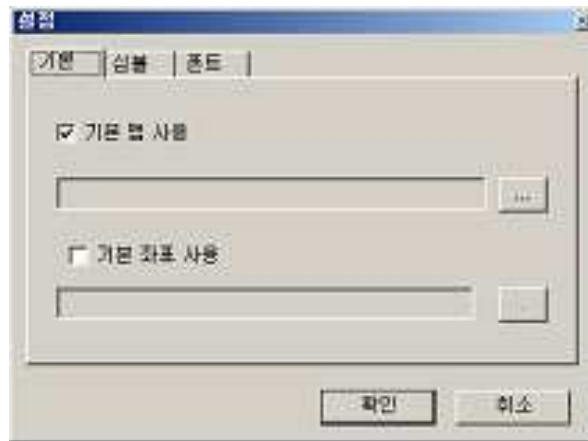 설정
기본 심볼 폰트
기본 맵 사용
...
기본 좌표 사용
확인 취소